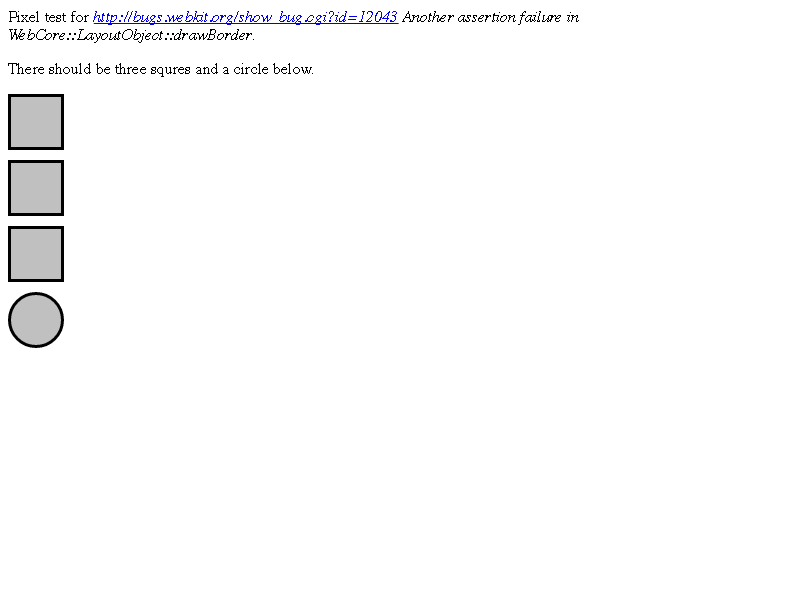 Pixel test for http://bugs.webkit.org/show_bug.cgi?id=12043 Another assertion failure in
WebCore::LayoutObject::drawBorder.
There should be three squres and a circle below.